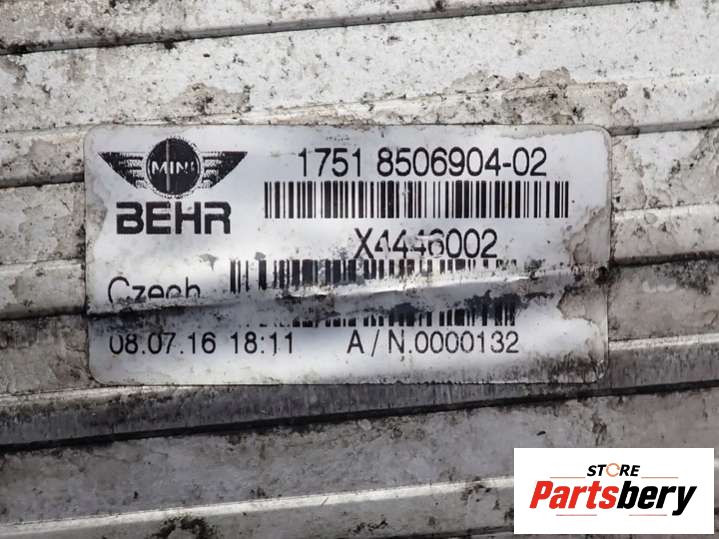 MINI
1751 8506904-02
BEHR
X4446002
Czech
08.07.16 18:11 A/N.0000132
STORE
Partsbery